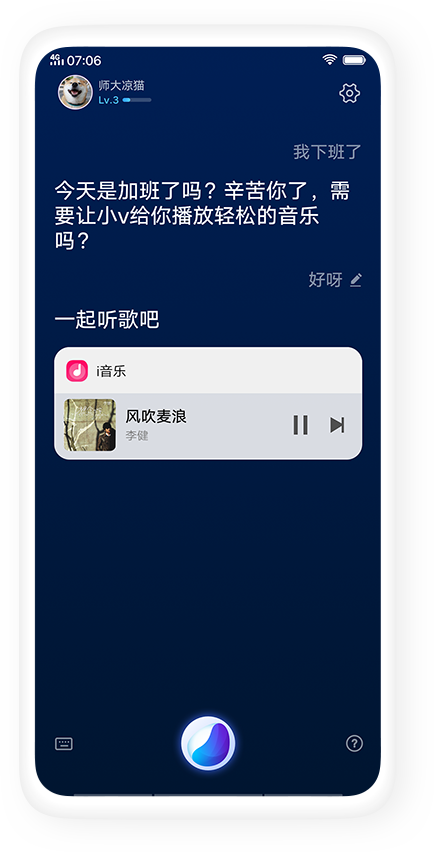 4G 07:06
师大凉猫
Lv.3
我下班了
今天是加班了吗？辛苦你了，需
要让小v给你播放轻松的音乐
吗？
好呀
一起听歌吧
i音乐
风吹麦浪
李健